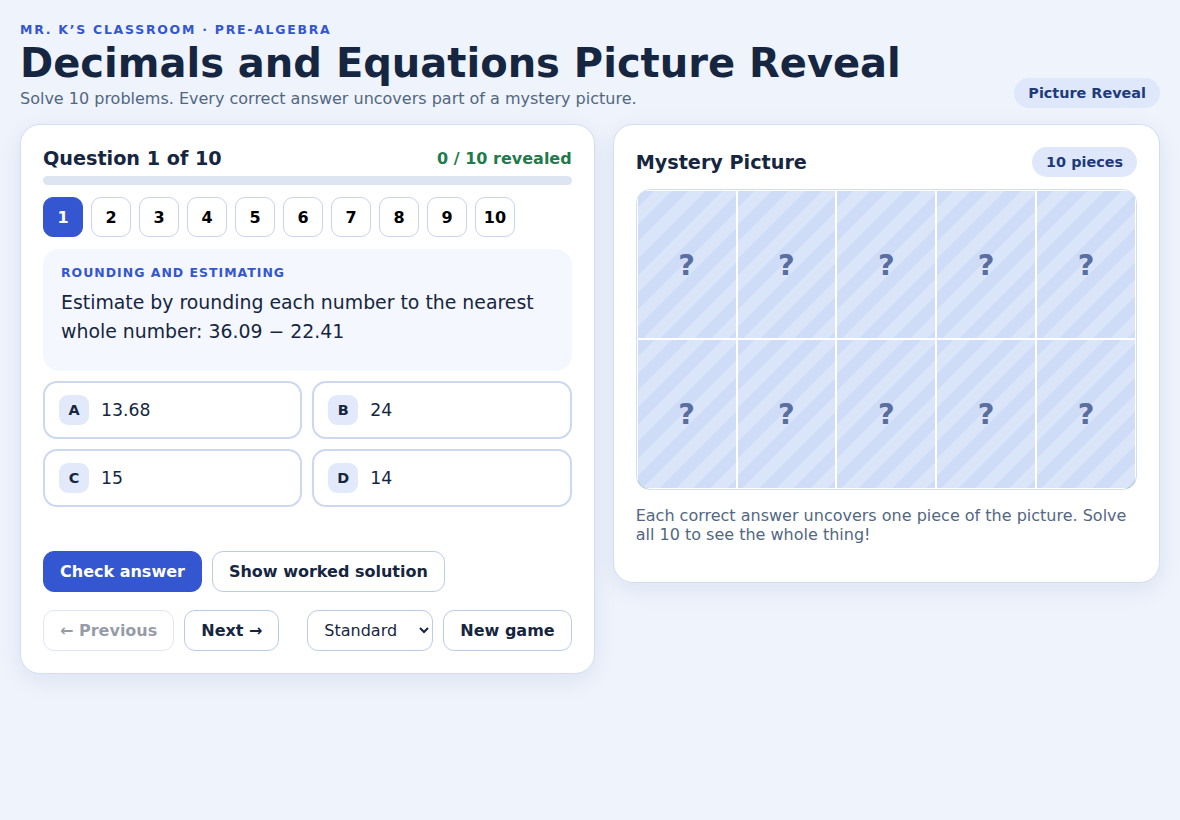 MR. K’S CLASSROOM · PRE-ALGEBRA
Decimals and Equations Picture Reveal
Solve 10 problems. Every correct answer uncovers part of a mystery picture.
Picture Reveal
Question 1 of 10
0 / 10 revealed
1 2 3 4 5 6 7 8 9 10
ROUNDING AND ESTIMATING
Estimate by rounding each number to the nearest
whole number: 36.09 − 22.41
A 13.68
B 24
C 15
D 14
Check answer
Show worked solution
← Previous
Next →
Standard
New game
Mystery Picture
10 pieces
? ? ? ? ?
? ? ? ? ?
Each correct answer uncovers one piece of the picture. Solve
all 10 to see the whole thing!